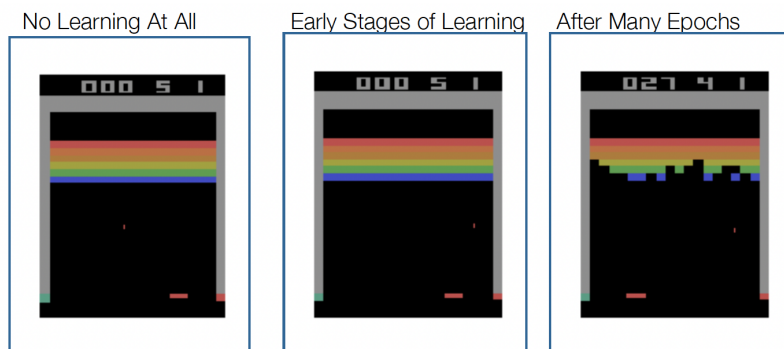 No Learning At All
Early Stages of Learning
After Many Epochs
000 5 1
000 5 1
027 4 1